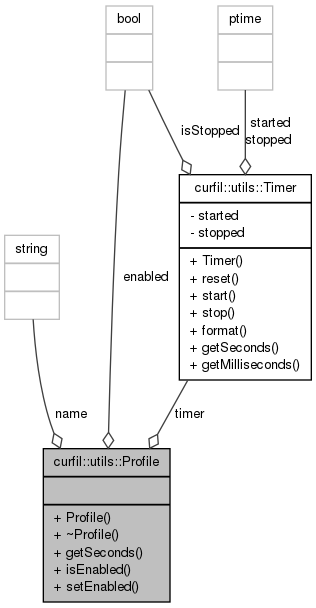 bool
ptime
isStopped
started
stopped
curfil::utils::Timer
- started
- stopped
+ Timer()
+ reset()
+ start()
+ stop()
+ format()
+ getSeconds()
+ getMilliseconds()
string
enabled
name
timer
curfil::utils::Profile
+ Profile()
+ ~Profile()
+ getSeconds()
+ isEnabled()
+ setEnabled()